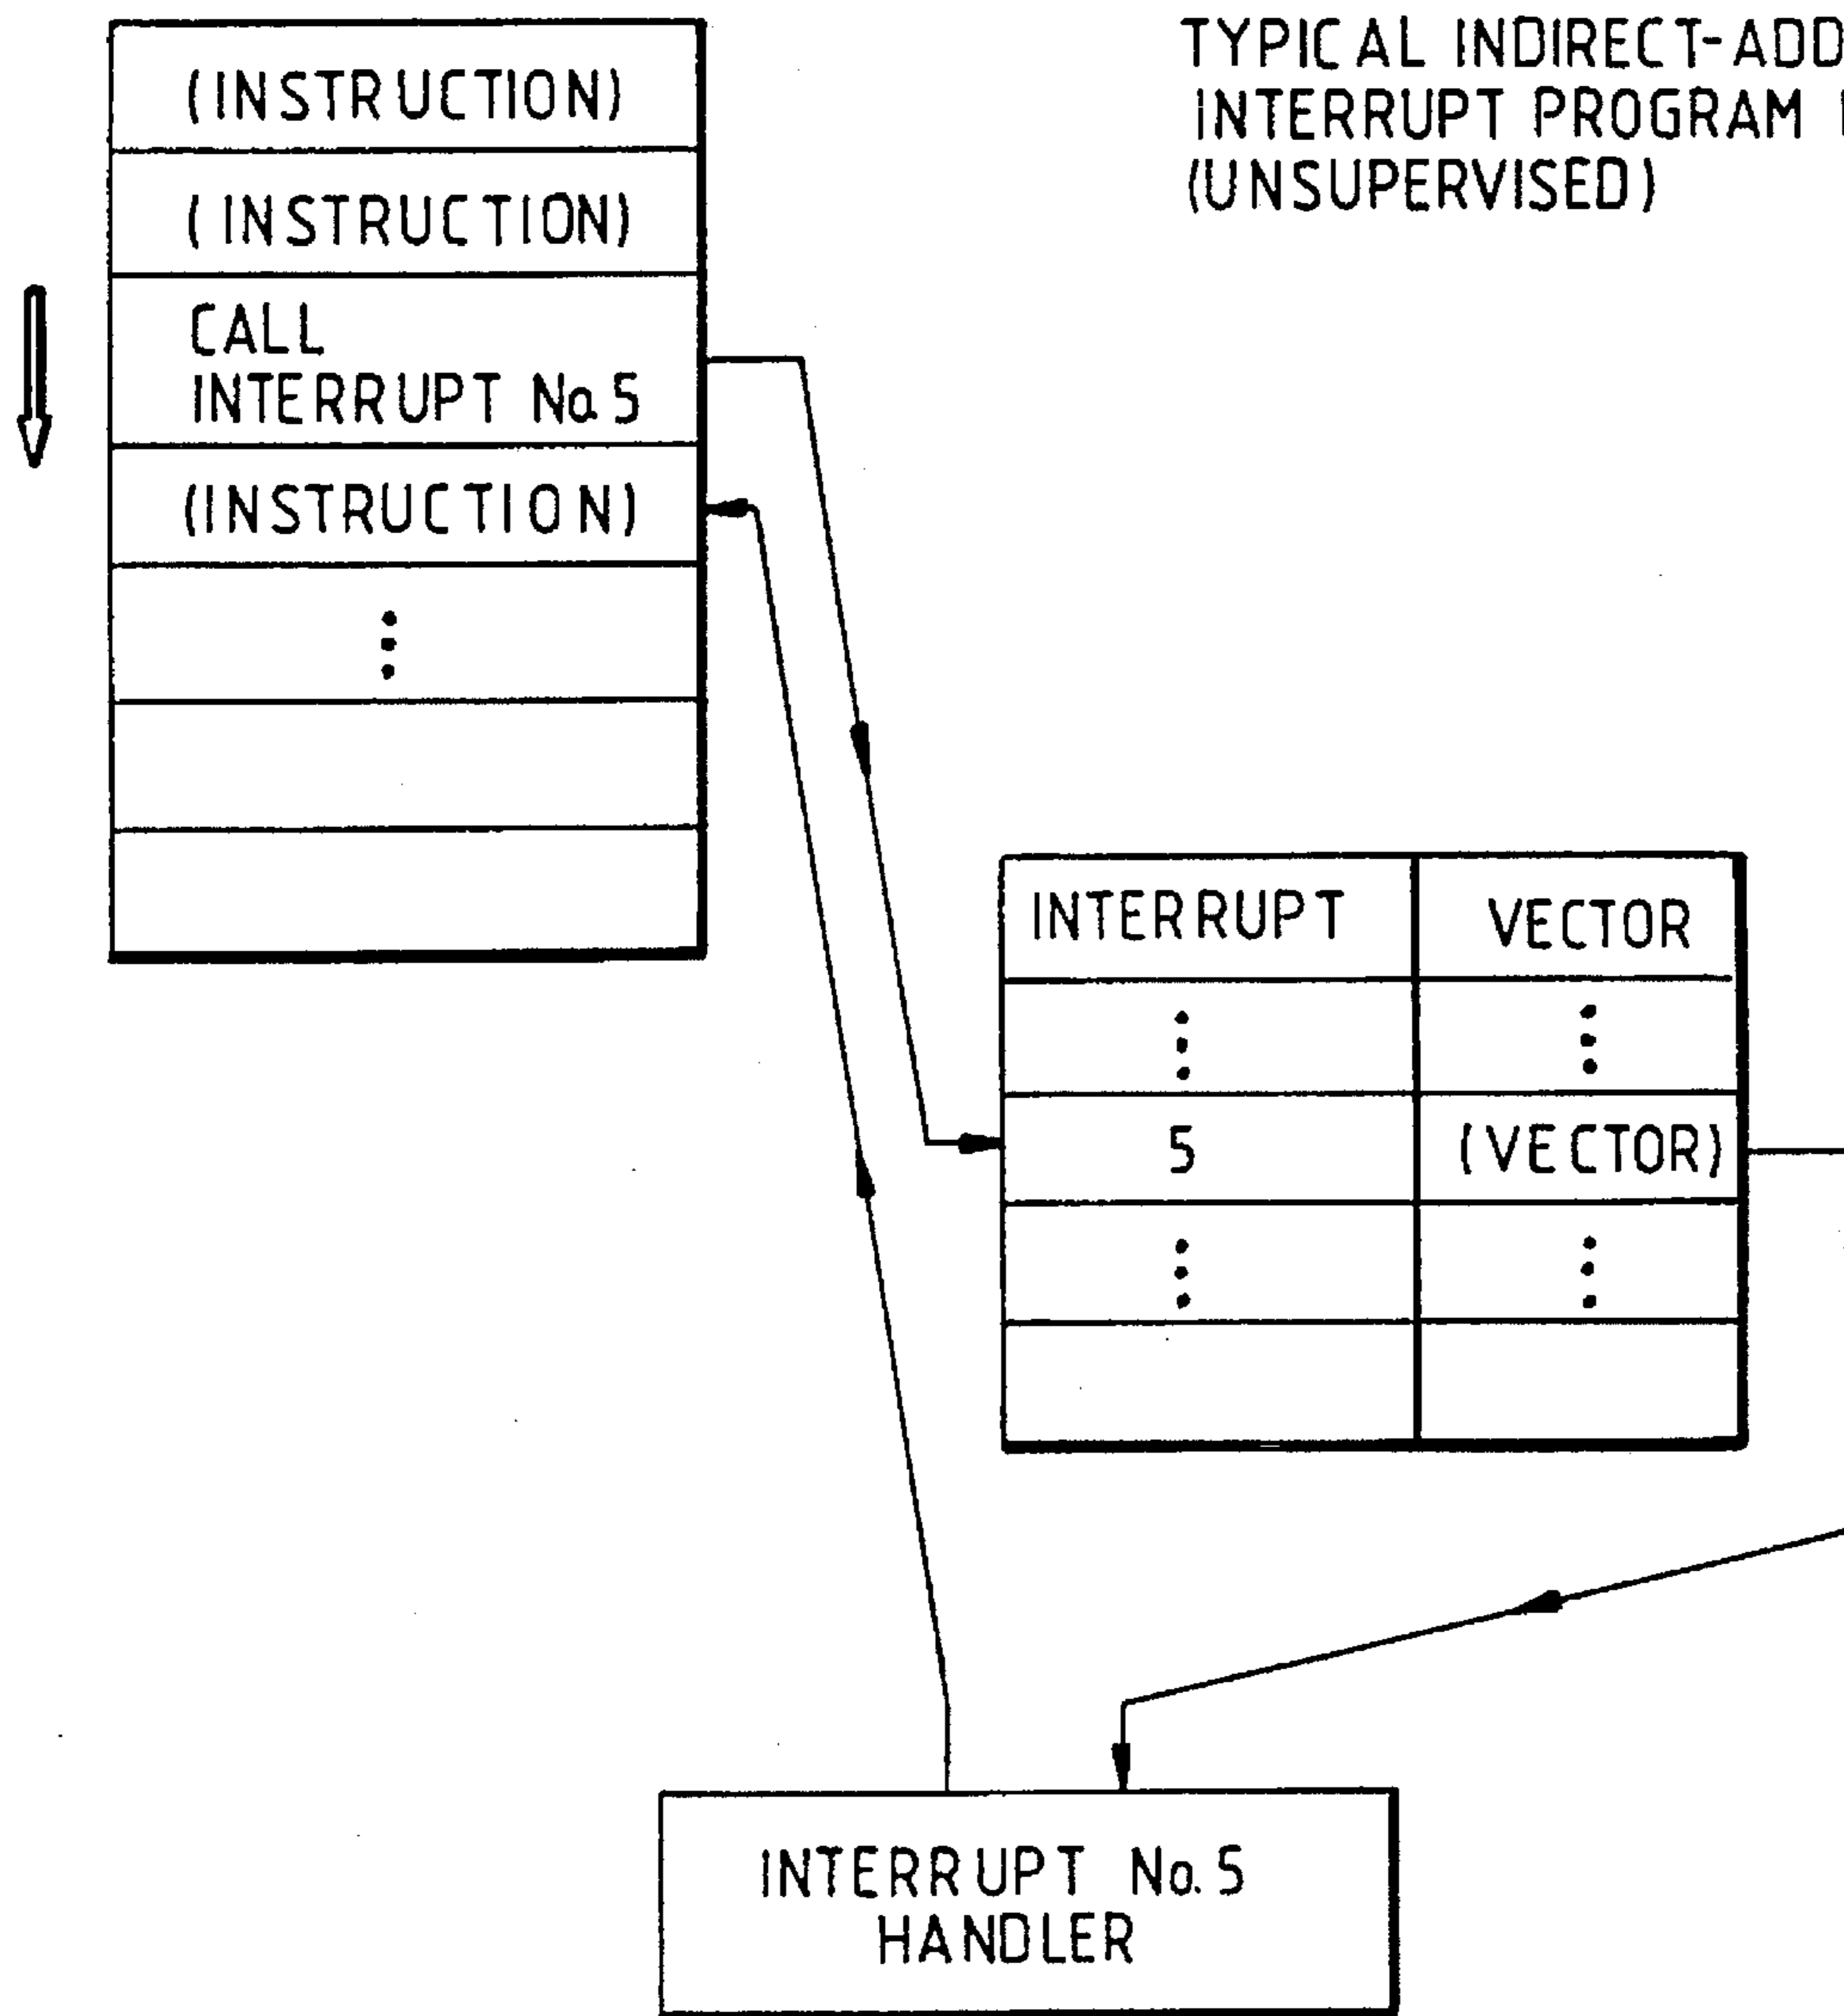 TYPICAL INDIRECT-ADD
INTERRUPT PROGRAM
(UNSUPERVISED)
(INSTRUCTION)
(INSTRUCTION)
CALL
INTERRUPT No 5
(INSTRUCTION)
INTERRUPT VECTOR
5 (VECTOR)
INTERRUPT No. 5
HANDLER